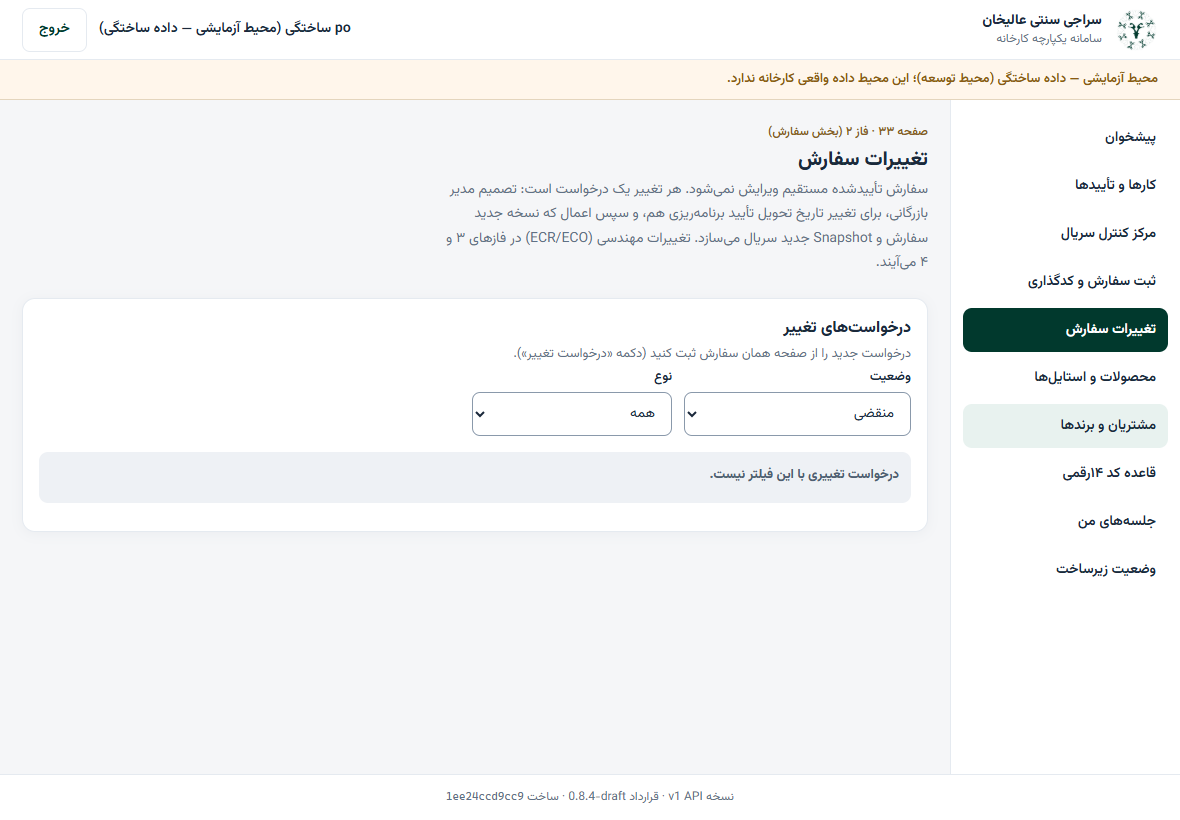 سراجی سنتی عالیخان
سامانه یکپارچه کارخانه
po ساختگی (محیط آزمایشی — داده ساختگی)
خروج
محیط آزمایشی — داده ساختگی (محیط توسعه)؛ این محیط داده واقعی کارخانه ندارد.
پیشخوان
کارها و تأییدها
مرکز کنترل سریال
ثبت سفارش و کدگذاری
تغییرات سفارش
محصولات و استایل‌ها
مشتریان و برندها
قاعده کد ۱۴رقمی
جلسه‌های من
وضعیت زیرساخت
صفحه ۳۳ · فاز ۲ (بخش سفارش)
تغییرات سفارش
سفارش تأییدشده مستقیم ویرایش نمی‌شود. هر تغییر یک درخواست است: تصمیم مدیر
بازرگانی، برای تغییر تاریخ تحویل تأیید برنامه‌ریزی هم، و سپس اعمال که نسخه جدید
سفارش و Snapshot جدید سریال می‌سازد. تغییرات مهندسی (ECR/ECO) در فازهای ۳ و
۴ می‌آیند.
درخواست‌های تغییر
درخواست جدید را از صفحه همان سفارش ثبت کنید (دکمه «درخواست تغییر»).
وضعیت
منقضی
نوع
همه
درخواست تغییری با این فیلتر نیست.
نسخه v1 API · قرارداد 0.8.4-draft · ساخت 1ee24ccd9cc9